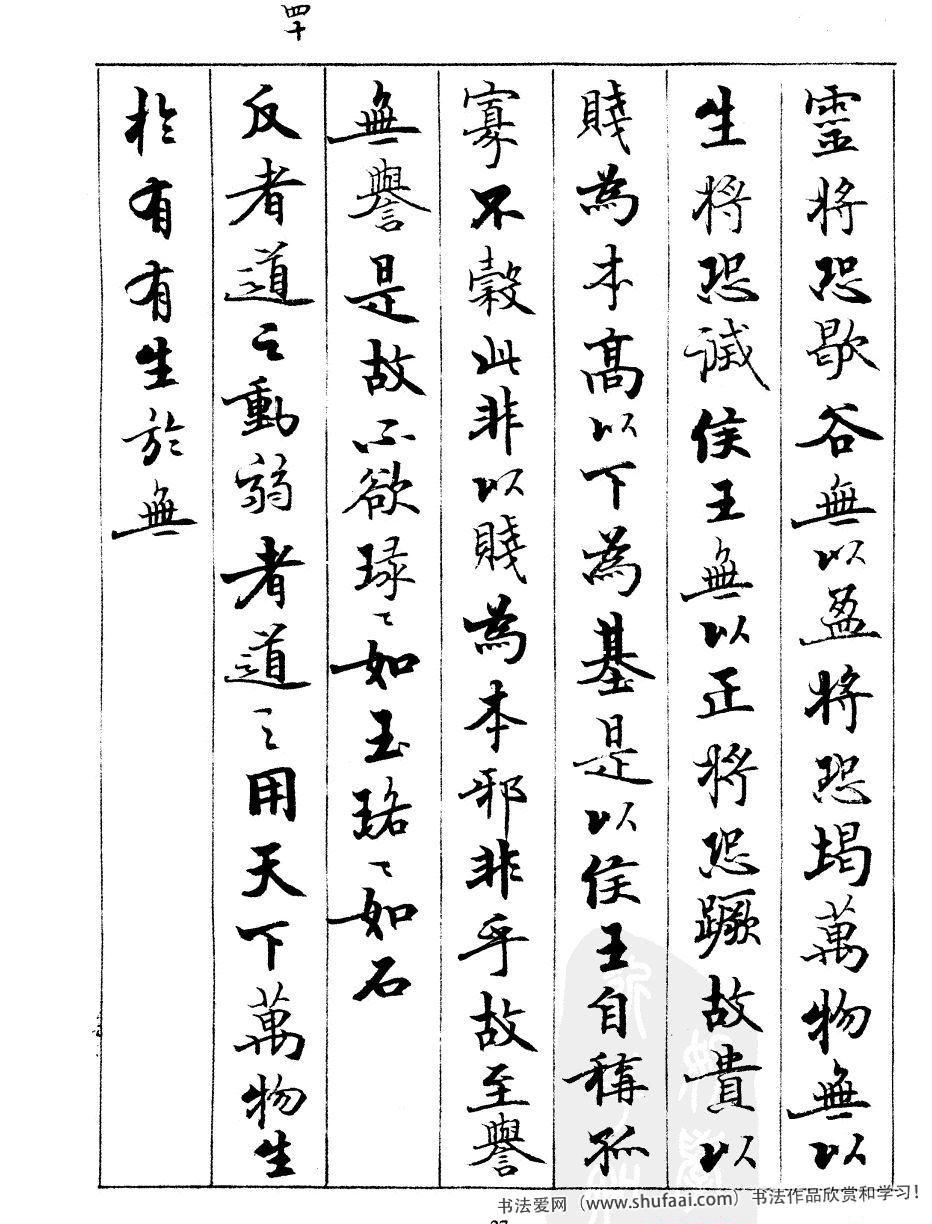 四十
靈將恐歇谷無以盈將恐竭萬物無以
生將恐滅侯王無以正將恐蹶故貴以
賤為本高以下為基是以侯王自稱孤
寡不穀此非以賤為本邪非乎故至譽
無譽是故不欲琭〻如玉珞〻如石
反者道之動弱者道之用天下萬物生
於有有生於無
书法爱网（www.shufaai.com）书法作品欣赏和学习！